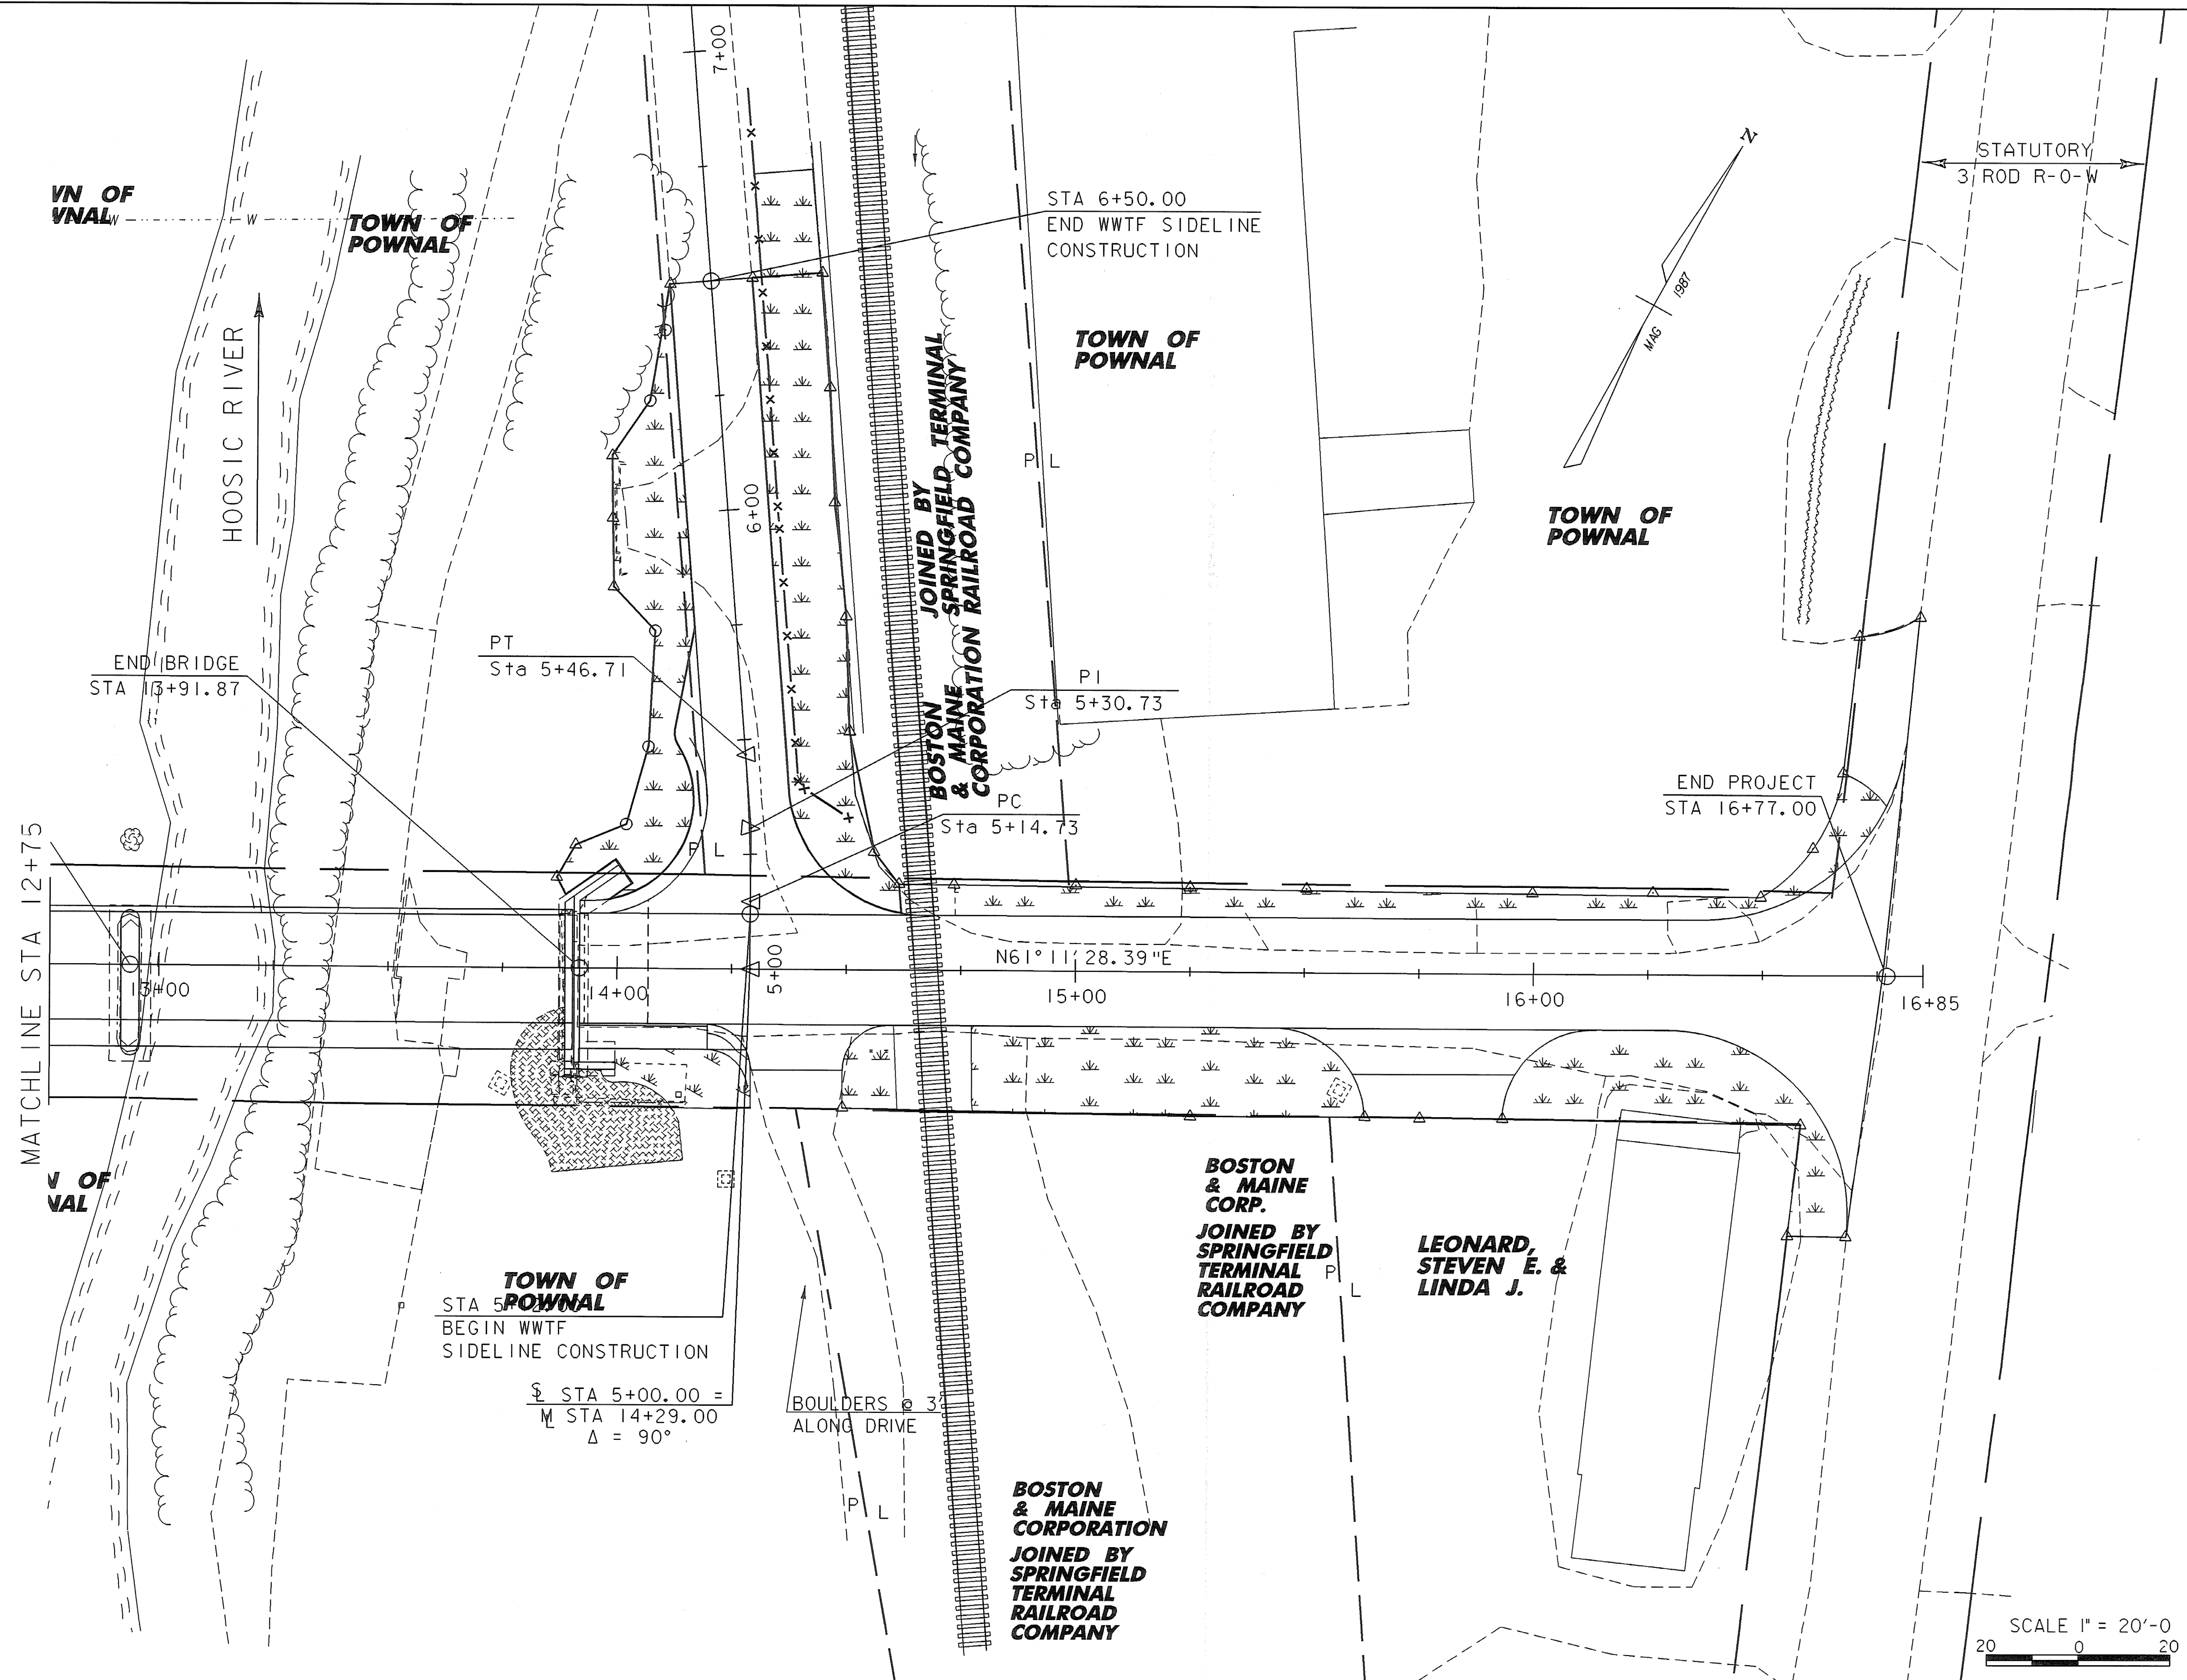 7+00
STATUTORY
3 ROD R-O-W
N
MAG 1987
WN OF
WNAL
W W
TOWN OF
POWNAL
STA 6+50.00
END WWTF SIDELINE
CONSTRUCTION
HOOSIC RIVER
TOWN OF
POWNAL
P L
6+00
TOWN OF
POWNAL
BOSTON
& MAINE
CORPORATION
JOINED BY
SPRINGFIELD TERMINAL
RAILROAD COMPANY
END BRIDGE
STA 13+91.87
PT
Sta 5+46.71
PI
Sta 5+30.73
PC
Sta 5+14.73
END PROJECT
STA 16+77.00
P L
MATCHLINE STA 12+75
N61°11'28.39"E
13+00
14+00
5+00
15+00
16+00
16+85
N OF
NAL
BOSTON
& MAINE
CORP.
JOINED BY
SPRINGFIELD
TERMINAL
RAILROAD
COMPANY
P
L
LEONARD,
STEVEN E. &
LINDA J.
TOWN OF
POWNAL
STA
BEGIN WWTF
SIDELINE CONSTRUCTION
SL STA 5+00.00 =
ML STA 14+29.00
Δ = 90°
BOULDERS @ 3'
ALONG DRIVE
P
L
BOSTON
& MAINE
CORPORATION
JOINED BY
SPRINGFIELD
TERMINAL
RAILROAD
COMPANY
SCALE 1" = 20'-0
20 0 20